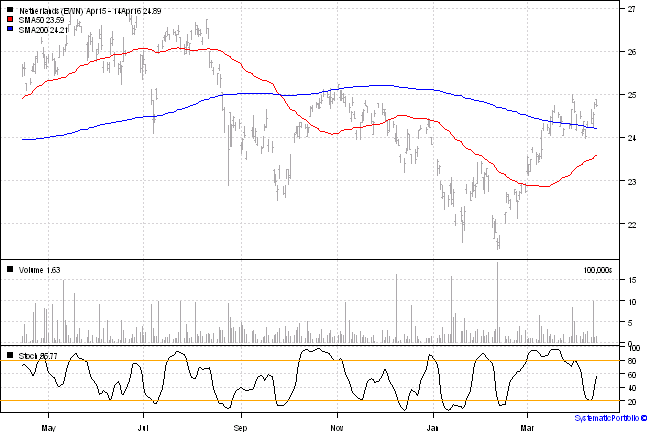 Netherlands (EWN) Apr15 - 14Apr16 24.89
SMA50 23.59
SMA200 24.21
27
26
25
24
23
22
Volume 1.63
100,000s
15
10
5
0
Stoch
100
80
60
40
20
May
Jul
Sep
Nov
Jan
Mar
SystematicPortfolio ©